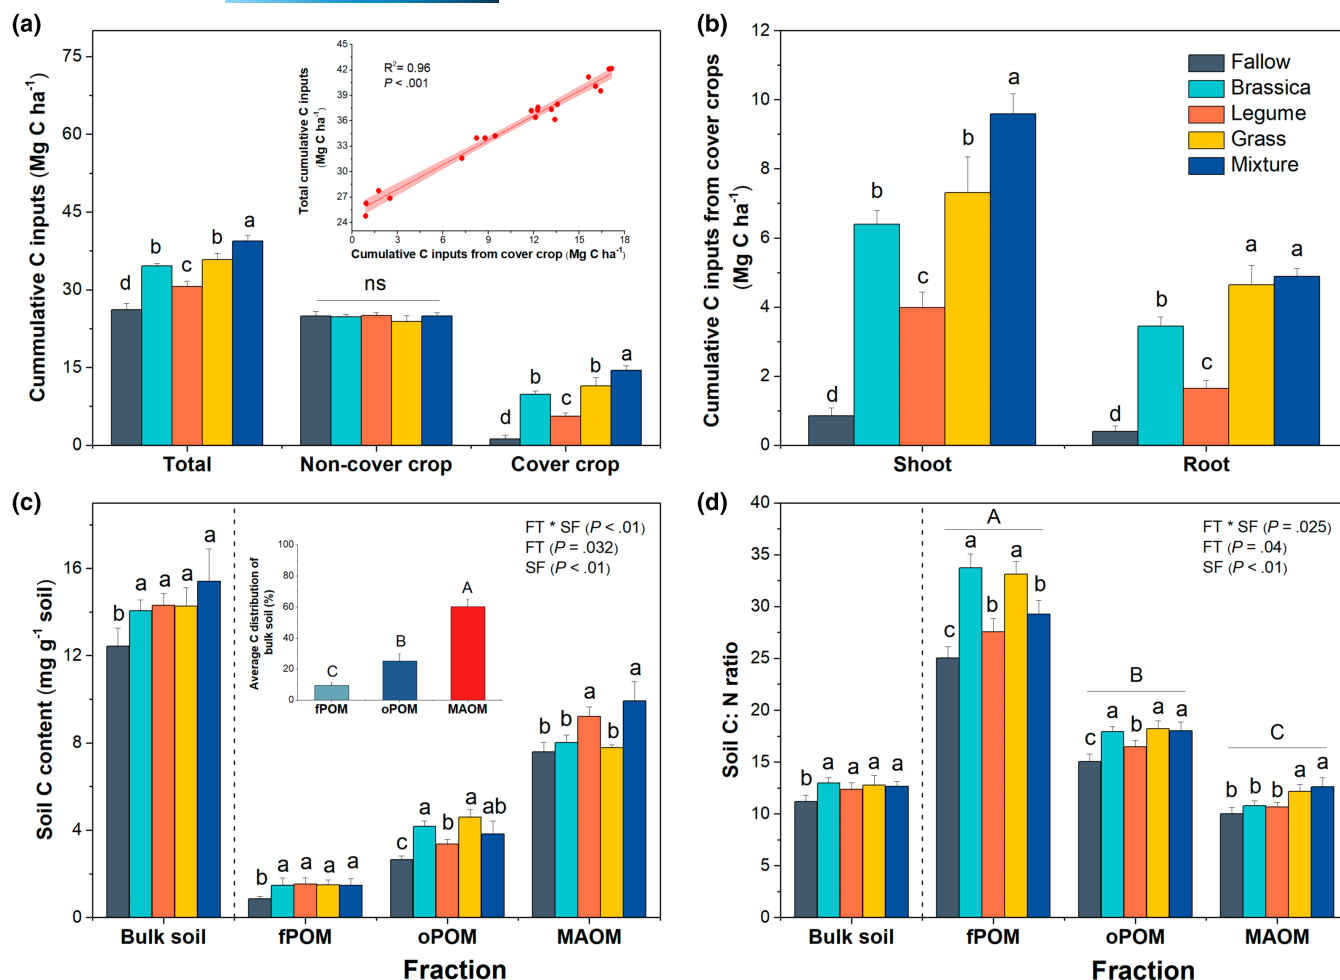 (a)
Cummulative C inputs (Mg C ha⁻¹)
75
60
45
30
15
0
d
b
c
b
a
ns
d
b
c
b
a
Total
Non-cover crop
Cover crop
Total cumulative C inputs
(Mg C ha⁻¹)
45
42
39
36
33
30
27
24
R²= 0.96
P < .001
0
3
6
9
12
15
18
Cumulative C inputs from cover crop (Mg C ha⁻¹)
(b)
Cumulative C inputs from cover crops
(Mg C ha⁻¹)
12
10
8
6
4
2
0
Fallow
Brassica
Legume
Grass
Mixture
d
b
c
b
a
d
b
c
a
a
Shoot
Root
(c)
Soil C content (mg g⁻¹ soil)
16
12
8
4
0
FT * SF (P < .01)
FT (P = .032)
SF (P < .01)
b
a
a
a
a
b
a
a
a
a
c
a
b
a
ab
b
b
a
b
a
Average C distribution of
bulk soil (%)
100
80
60
40
20
0
C
B
A
fPOM
oPOM
MAOM
Bulk soil
fPOM
oPOM
MAOM
Fraction
(d)
Soil C: N ratio
40
35
30
25
20
15
10
5
0
FT * SF (P = .025)
FT (P = .04)
SF (P < .01)
b
a
a
a
a
A
c
a
b
a
b
B
c
a
b
a
a
C
b
b
b
a
a
Bulk soil
fPOM
oPOM
MAOM
Fraction